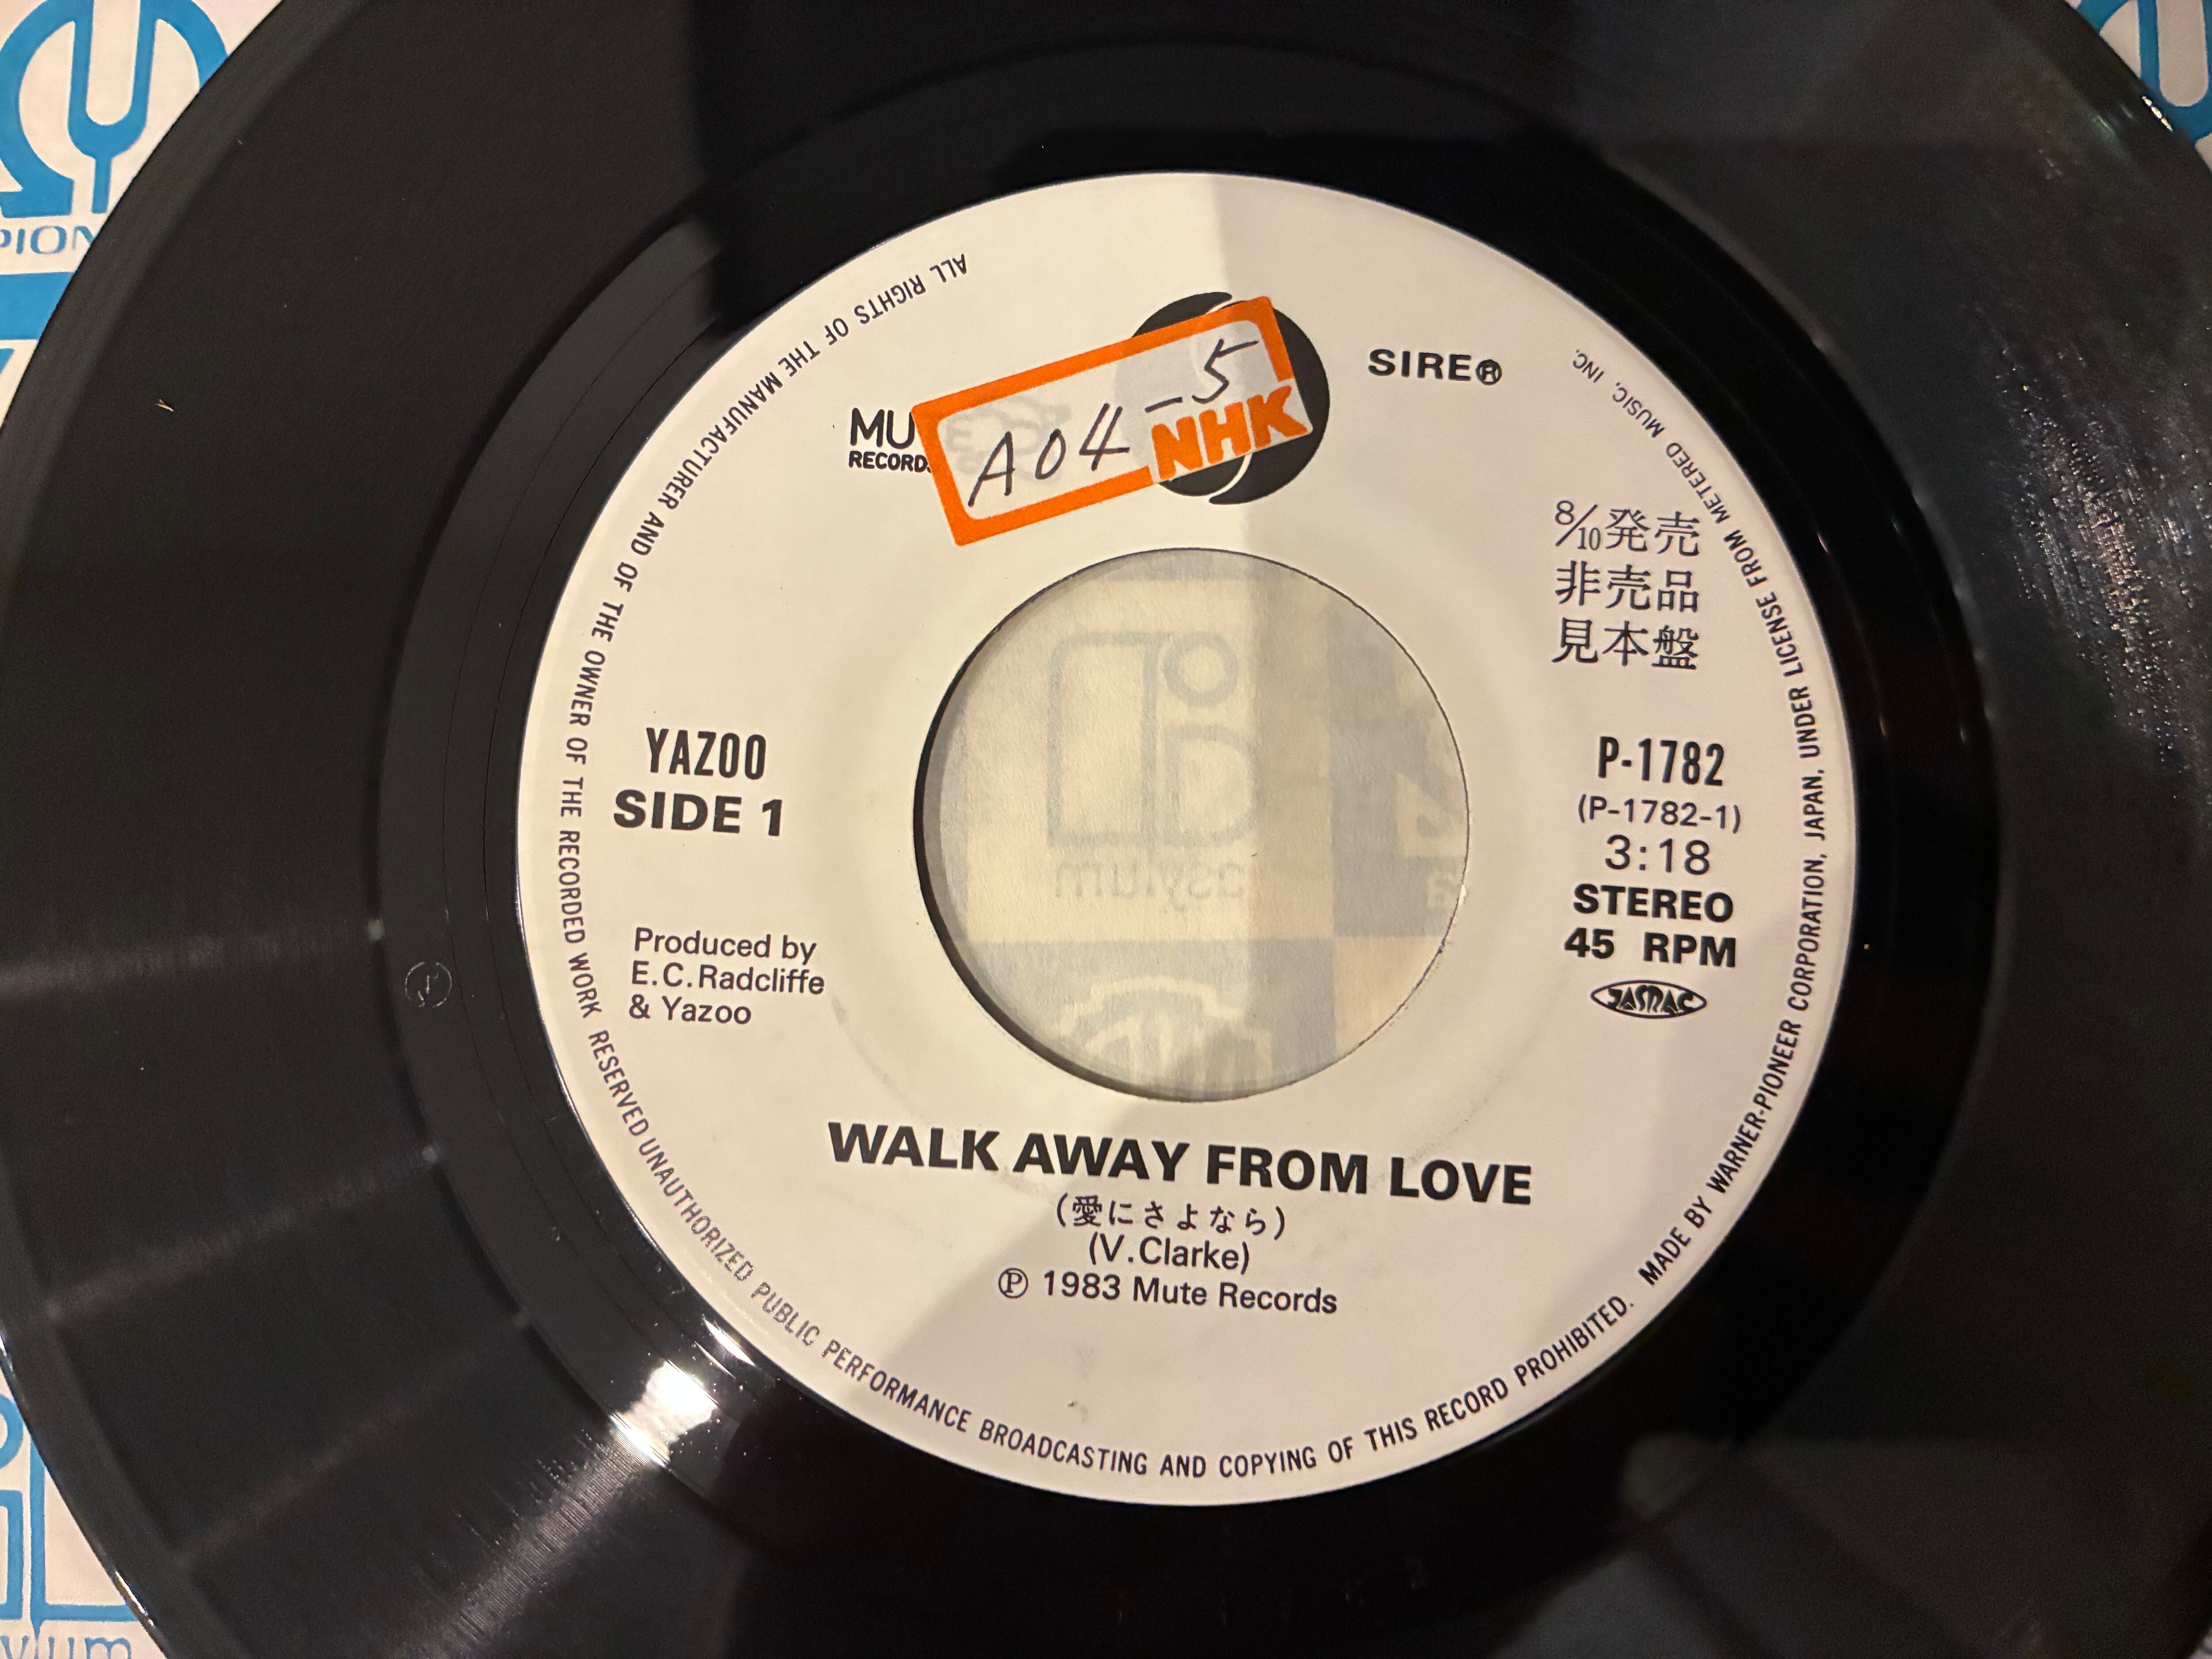 PION
ALL RIGHTS OF THE MANUFACTURER AND OF THE OWNER OF THE RECORDED WORK RESERVED UNAUTHORIZED PUBLIC PERFORMANCE BROADCASTING AND COPYING OF THIS RECORD PROHIBITED. MADE BY WARNER-PIONEER CORPORATION, JAPAN, UNDER LICENSE FROM METERED MUSIC, INC.
MU
RECORDS
A04-5
NHK
SIRE®
8/10発売
非売品
見本盤
YAZOO
SIDE 1
P-1782
(P-1782-1)
3:18
STEREO
45 RPM
JASRAC
Produced by
E.C.Radcliffe
& Yazoo
asylum
WALK AWAY FROM LOVE
(愛にさよなら)
(V.Clarke)
℗ 1983 Mute Records
ylum